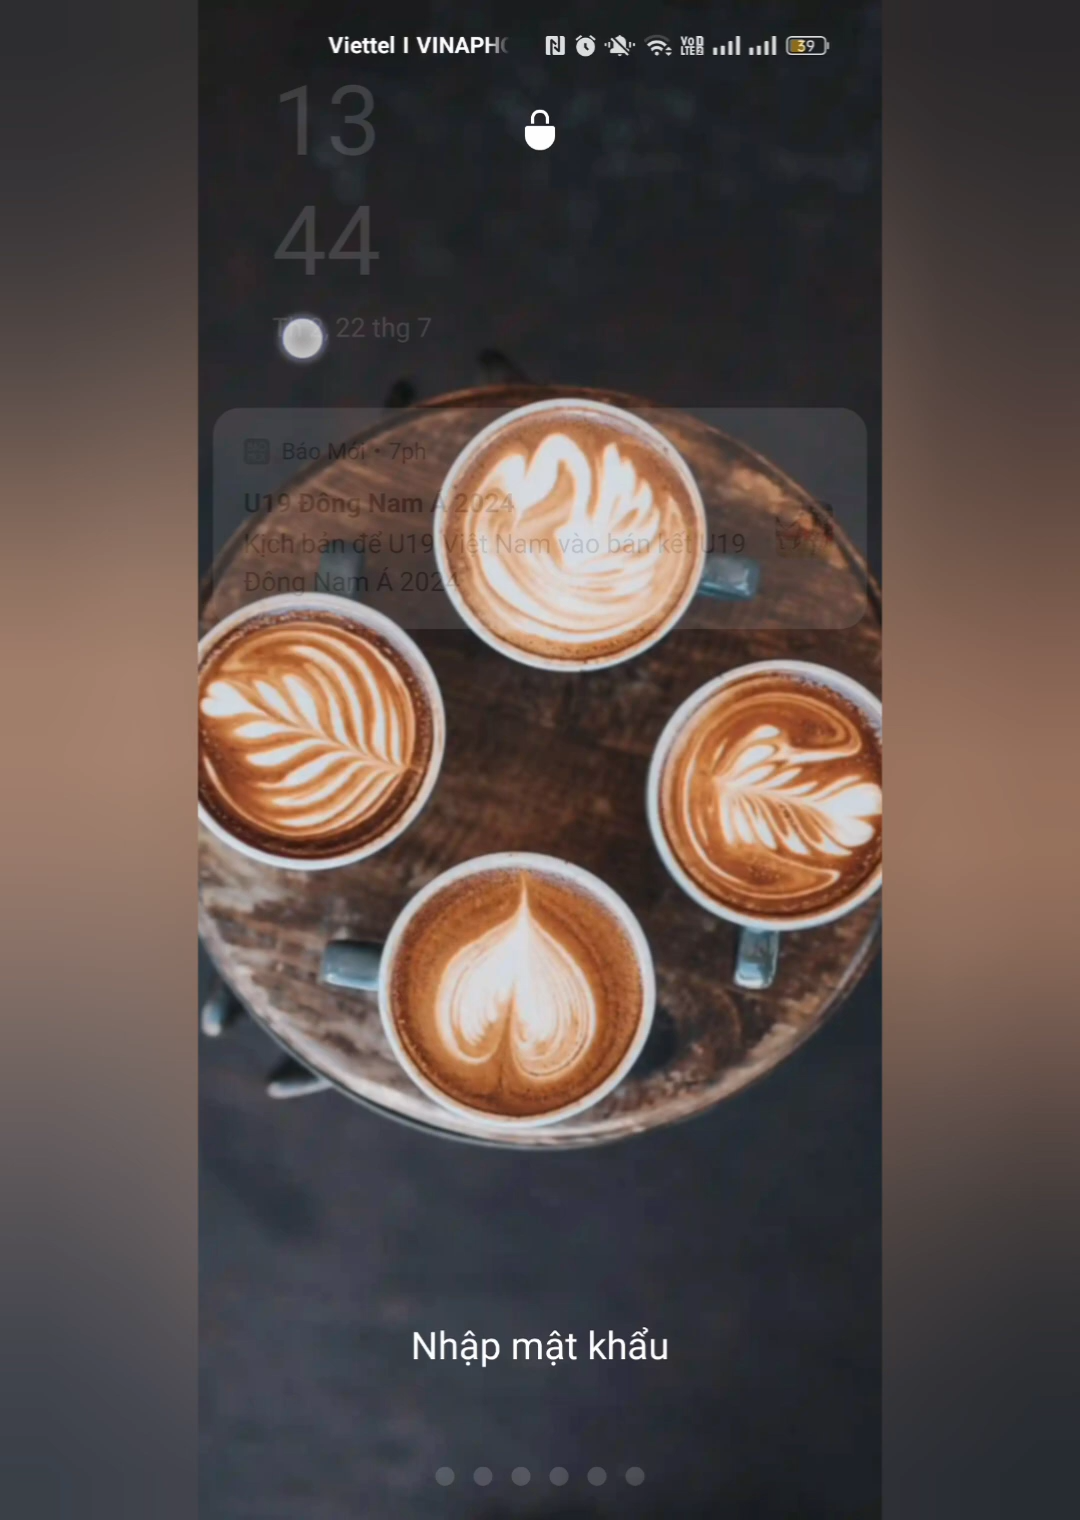 Viettel I VINAPH
39
13
44
22 thg 7
Báo Mới • 7ph
U19 Đông Nam Á 2024
Kịch bản để U19 Việt Nam vào bán kết U19
Đông Nam Á 2024
Nhập mật khẩu